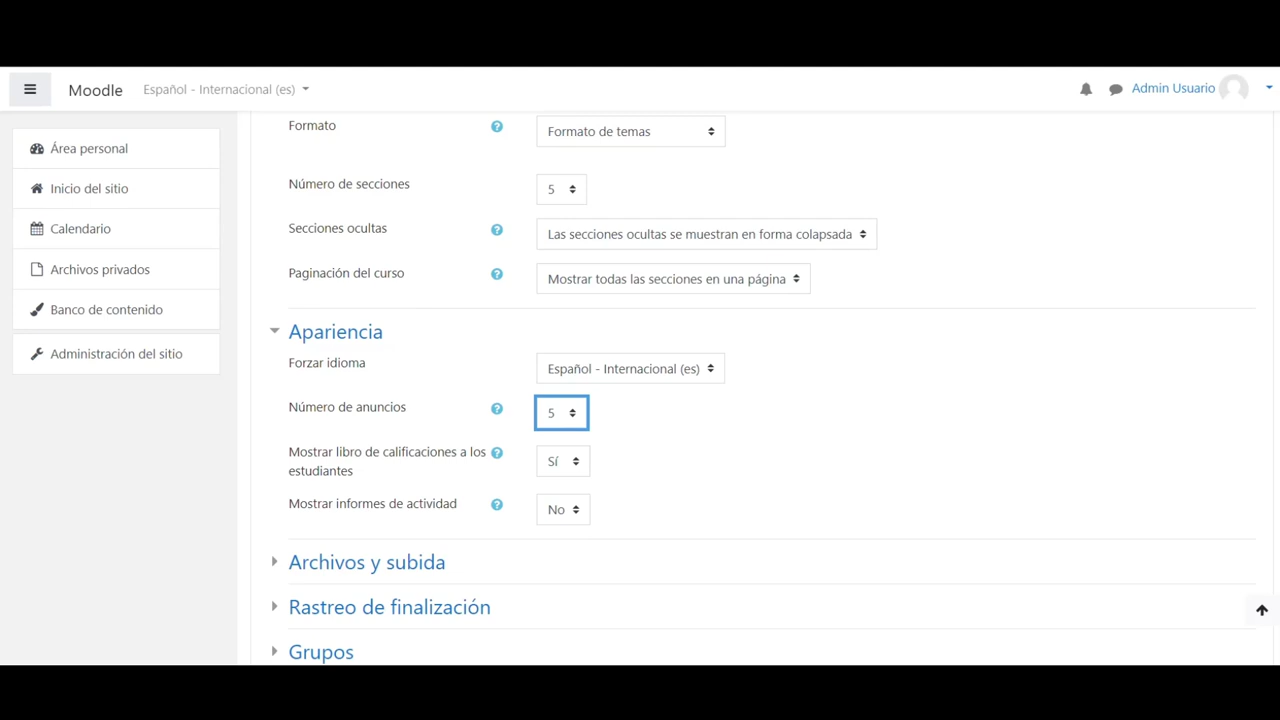 Moodle Español - Internacional (es) Admin Usuario
Área personal
Inicio del sitio
Calendario
Archivos privados
Banco de contenido
Administración del sitio
Formato ? Formato de temas
Número de secciones 5
Secciones ocultas ? Las secciones ocultas se muestran en forma colapsada
Paginación del curso ? Mostrar todas las secciones en una página
Apariencia
Forzar idioma Español - Internacional (es)
Número de anuncios ? 5
Mostrar libro de calificaciones a los ? Sí
estudiantes
Mostrar informes de actividad ? No
Archivos y subida
Rastreo de finalización
Grupos